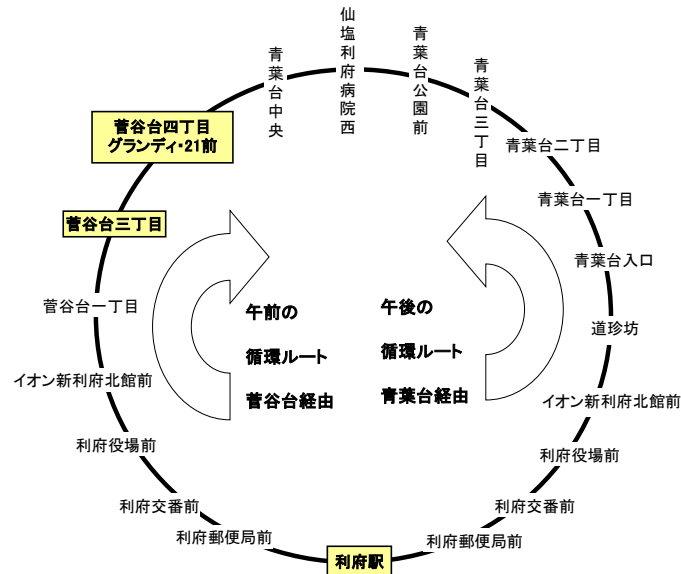 仙塩利府病院西
青葉台中央
青葉台公園前
青葉台三丁目
菅谷台四丁目
グランディ・21前
青葉台二丁目
青葉台一丁目
菅谷台三丁目
青葉台入口
菅谷台一丁目
道珍坊
午前の
循環ルート
菅谷台経由
午後の
循環ルート
青葉台経由
イオン新利府北館前
イオン新利府北館前
利府役場前
利府役場前
利府交番前
利府交番前
利府郵便局前
利府郵便局前
利府駅